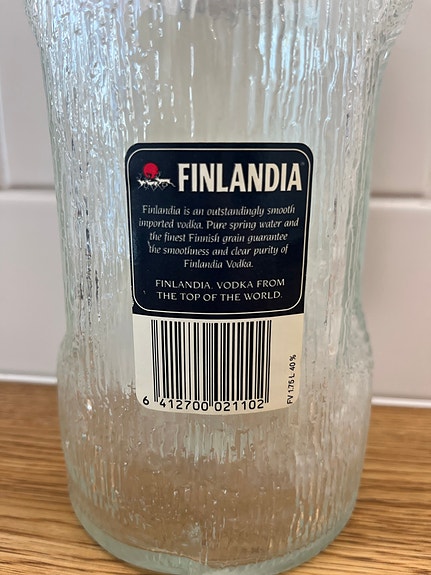 FINLANDIA
Finlandia is an outstandingly smooth
imported vodka. Pure spring water and
the finest Finnish grain guarantee
the smoothness and clear purity of
Finlandia Vodka.
FINLANDIA. VODKA FROM
THE TOP OF THE WORLD.
6 412700 021102
FV 1.75 L 40 %